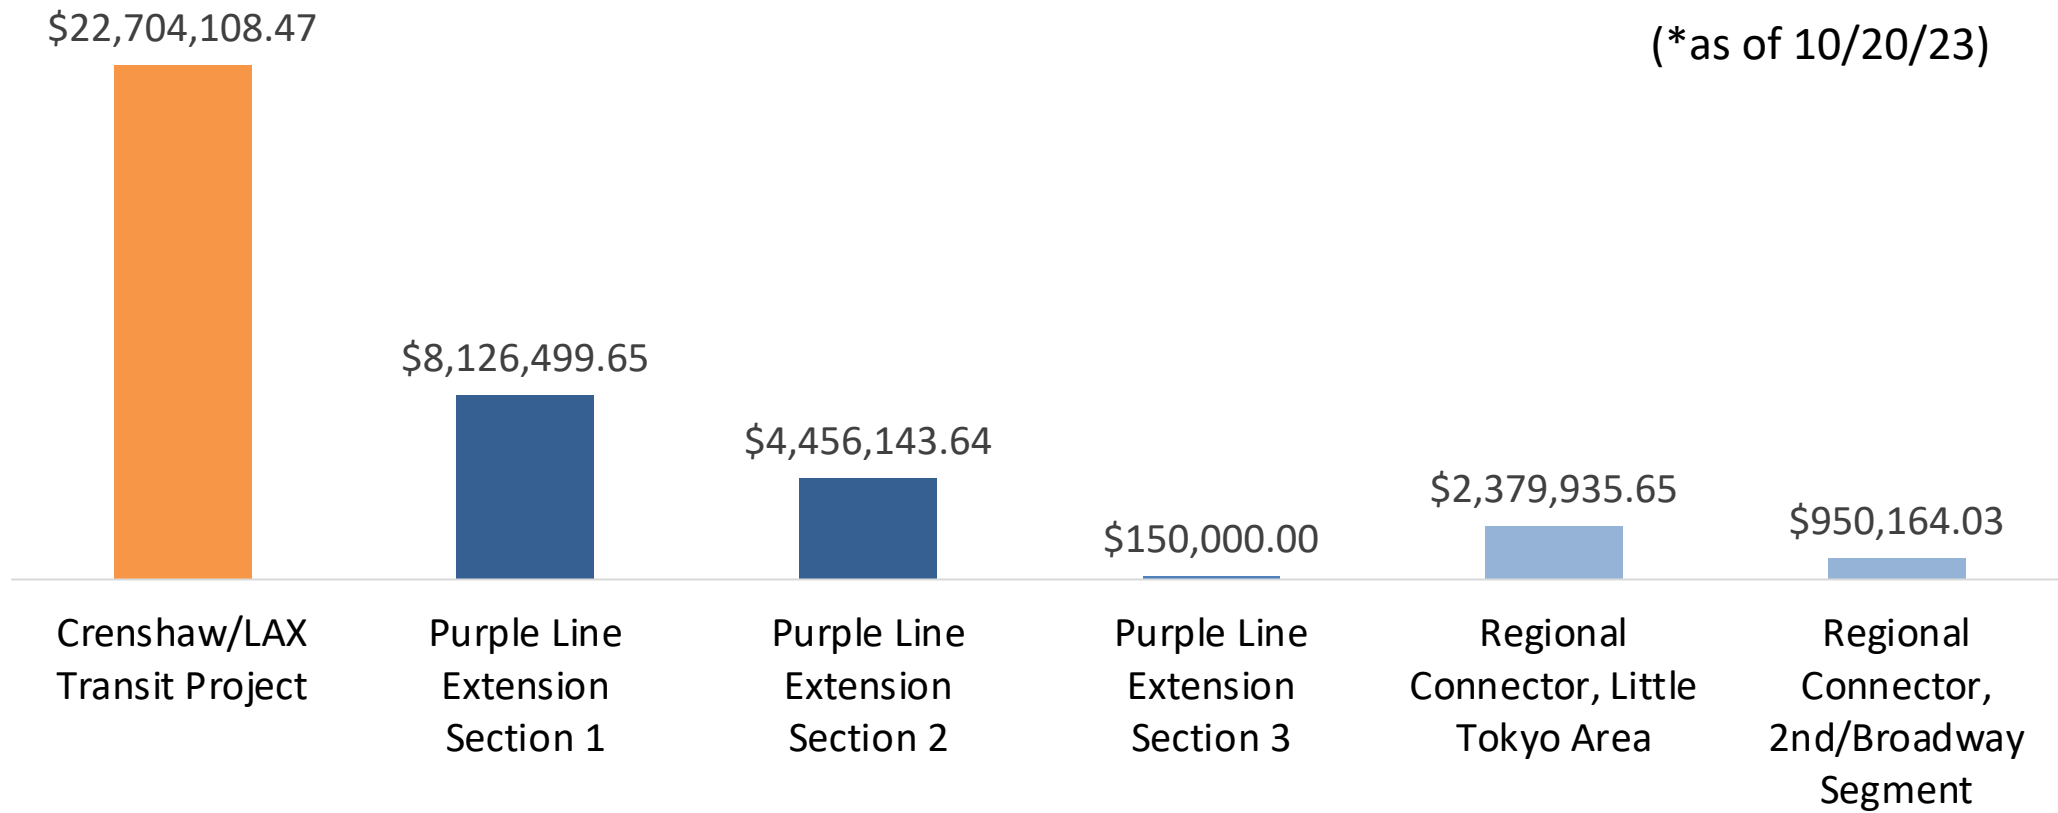 $22,704,108.47
(*as of 10/20/23)
$8,126,499.65
$4,456,143.64
$2,379,935.65
$950,164.03
$150,000.00
Crenshaw/LAX
Transit Project
Purple Line
Extension
Section 1
Purple Line
Extension
Section 2
Purple Line
Extension
Section 3
Regional
Connector, Little
Tokyo Area
Regional
Connector,
2nd/Broadway
Segment